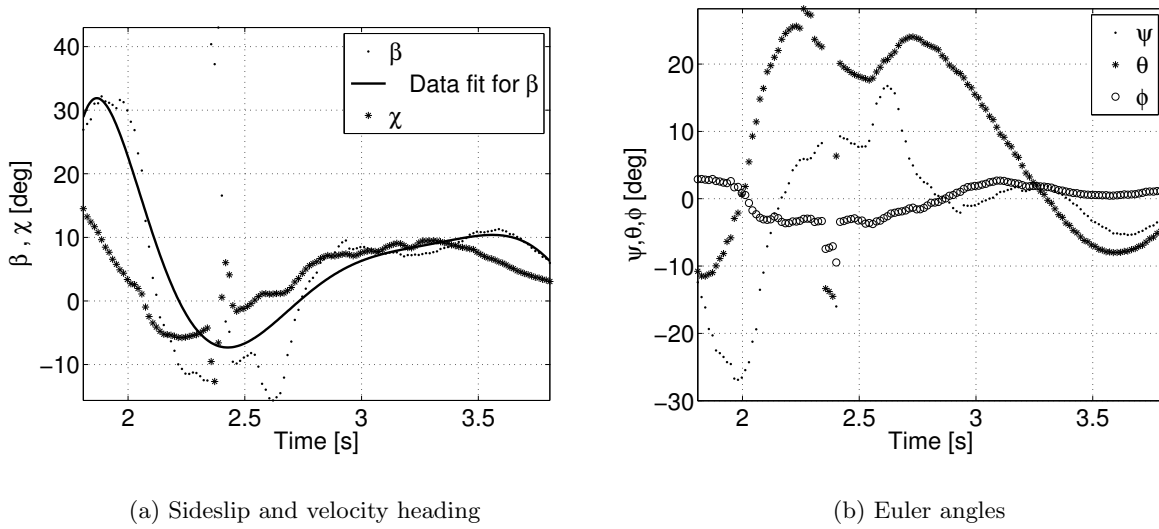 40
30
20
10
0
−10
β , χ [deg]
2
2.5
3
3.5
Time [s]
β
Data fit for β
χ
(a) Sideslip and velocity heading
20
10
0
−10
−20
−30
ψ,θ,φ [deg]
2
2.5
3
3.5
Time [s]
ψ
θ
φ
(b) Euler angles